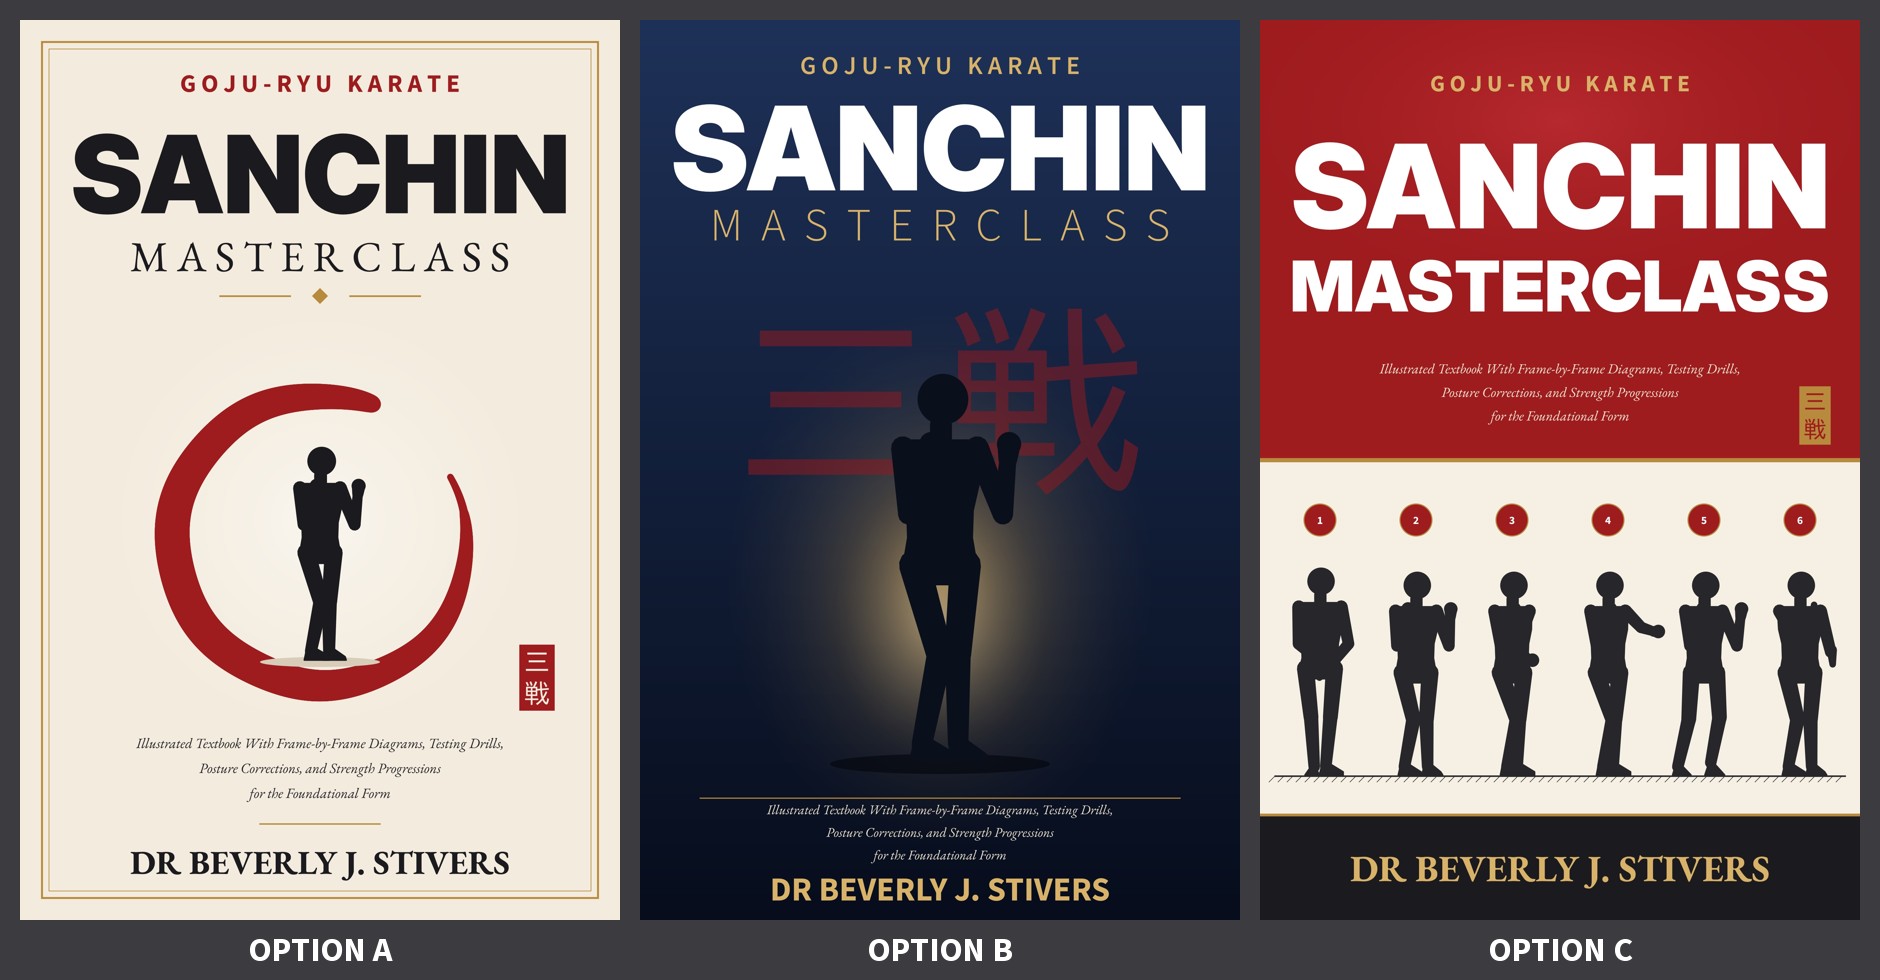 GOJU-RYU KARATE
SANCHIN
MASTERCLASS
三
戦
Illustrated Textbook With Frame-by-Frame Diagrams, Testing Drills,
Posture Corrections, and Strength Progressions
for the Foundational Form
DR BEVERLY J. STIVERS
OPTION A
GOJU-RYU KARATE
SANCHIN
MASTERCLASS
三戦
Illustrated Textbook With Frame-by-Frame Diagrams, Testing Drills,
Posture Corrections, and Strength Progressions
for the Foundational Form
DR BEVERLY J. STIVERS
OPTION B
GOJU-RYU KARATE
SANCHIN
MASTERCLASS
Illustrated Textbook With Frame-by-Frame Diagrams, Testing Drills,
Posture Corrections, and Strength Progressions
for the Foundational Form
三
戦
1 2 3 4 5 6
DR BEVERLY J. STIVERS
OPTION C